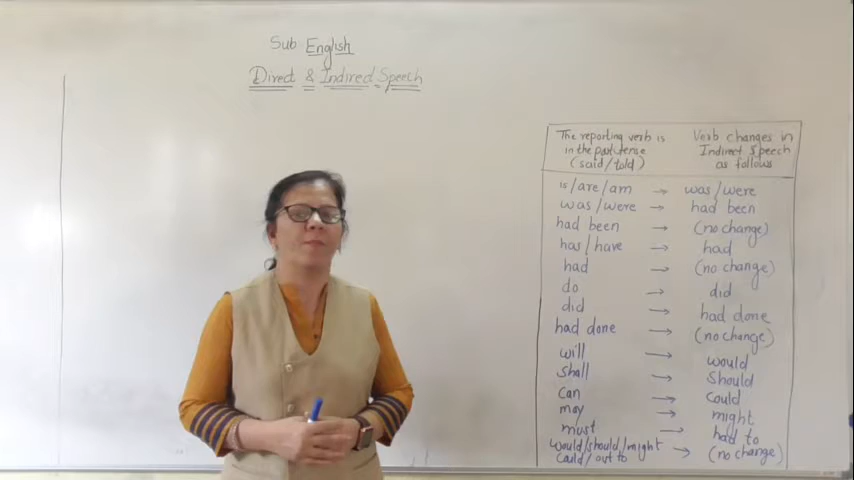 Sub English
Direct & Indirect Speech
The reporting verb is in the past tense (said/told)
Verb changes in Indirect Speech as follows
is/are/am → was/were
was/were → had been
had been → (no change)
has/have → had
had → (no change)
do → did
did → had done
had done → (no change)
will → would
shall → should
can → could
may → might
must → had to
would/should/might
could/out to → (no change)